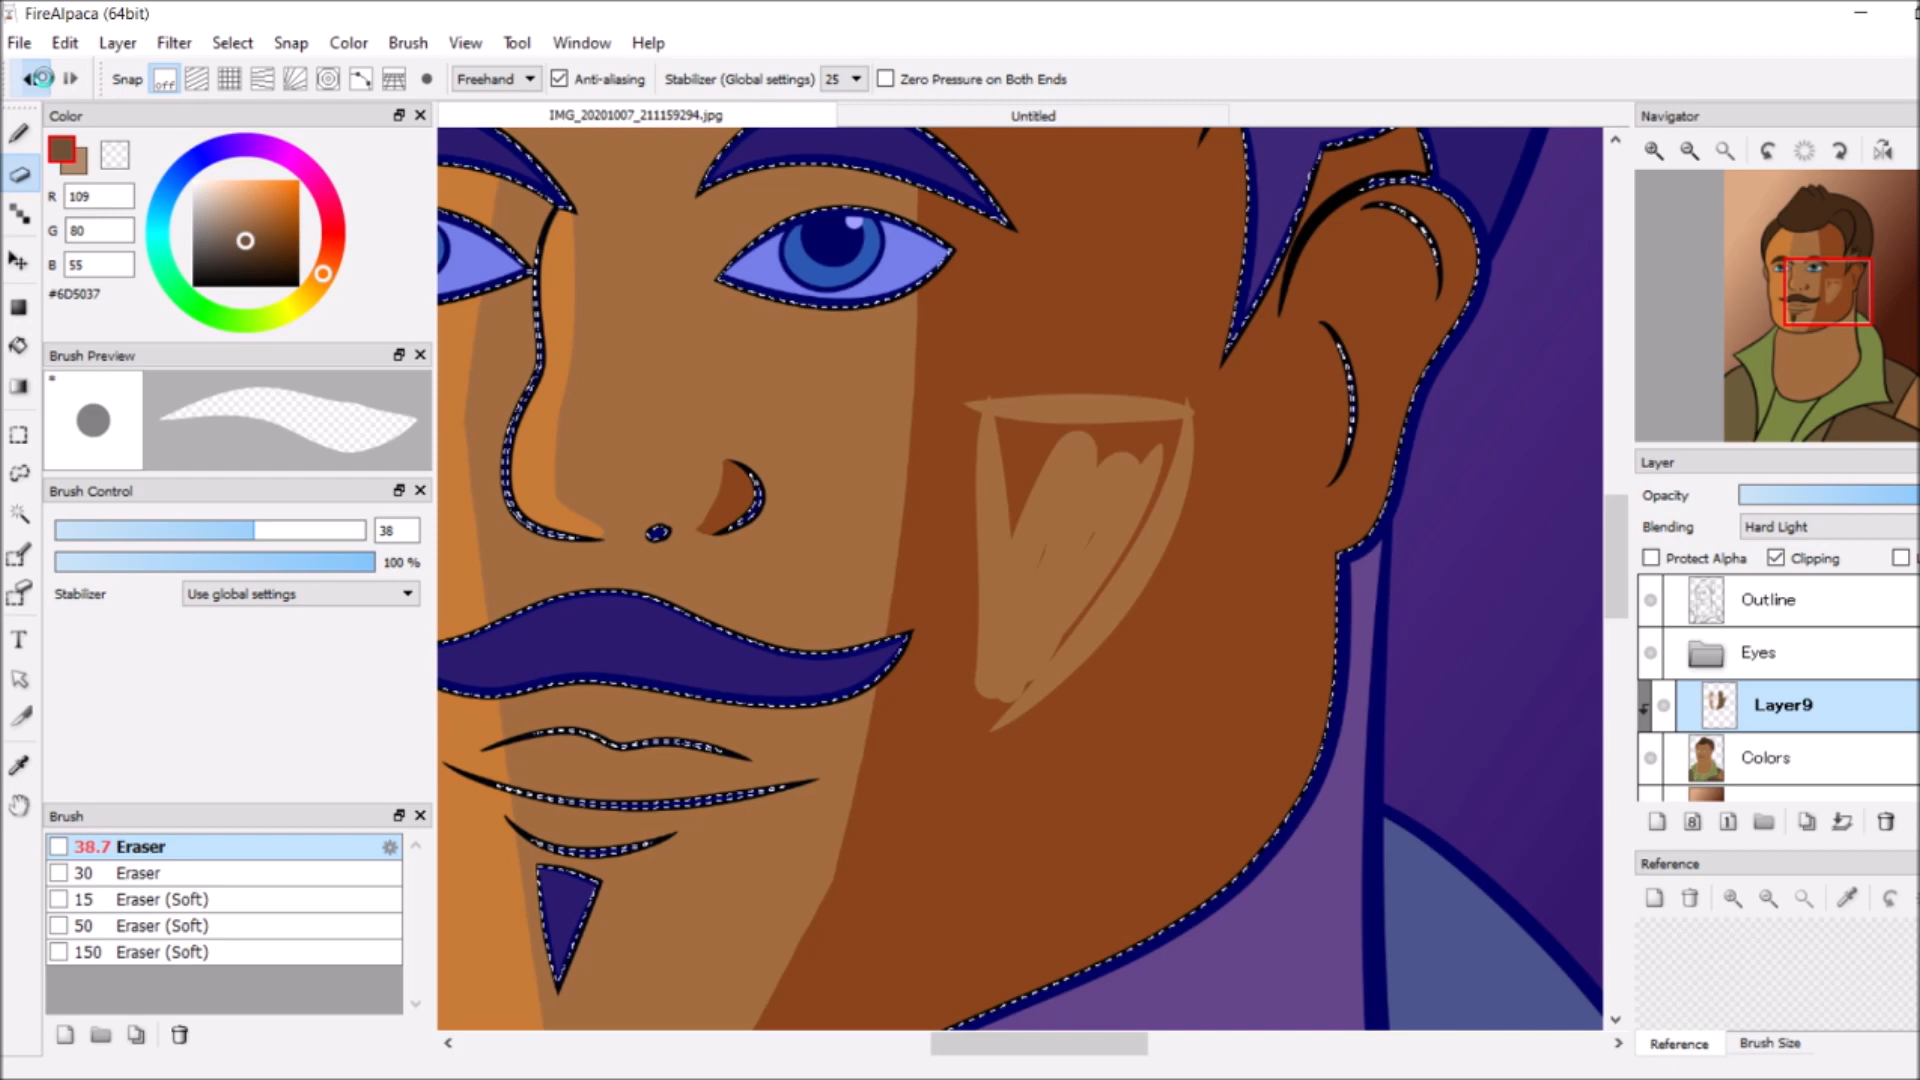 FireAlpaca (64bit)
File Edit Layer Filter Select Snap Color Brush View Tool Window Help
Snap off Freehand Anti-aliasing Stabilizer (Global settings) 25 Zero Pressure on Both Ends
Color
R 109
G 80
B 55
#6D5037
Brush Preview
Brush Control
38
100 %
Stabilizer Use global settings
T
Brush
38.7 Eraser
30 Eraser
15 Eraser (Soft)
50 Eraser (Soft)
150 Eraser (Soft)
IMG_20201007_211159294.jpg Untitled
Navigator
Layer
Opacity
Blending Hard Light
Protect Alpha Clipping
Outline
Eyes
Layer9
Colors
8 1
Reference
Reference Brush Size